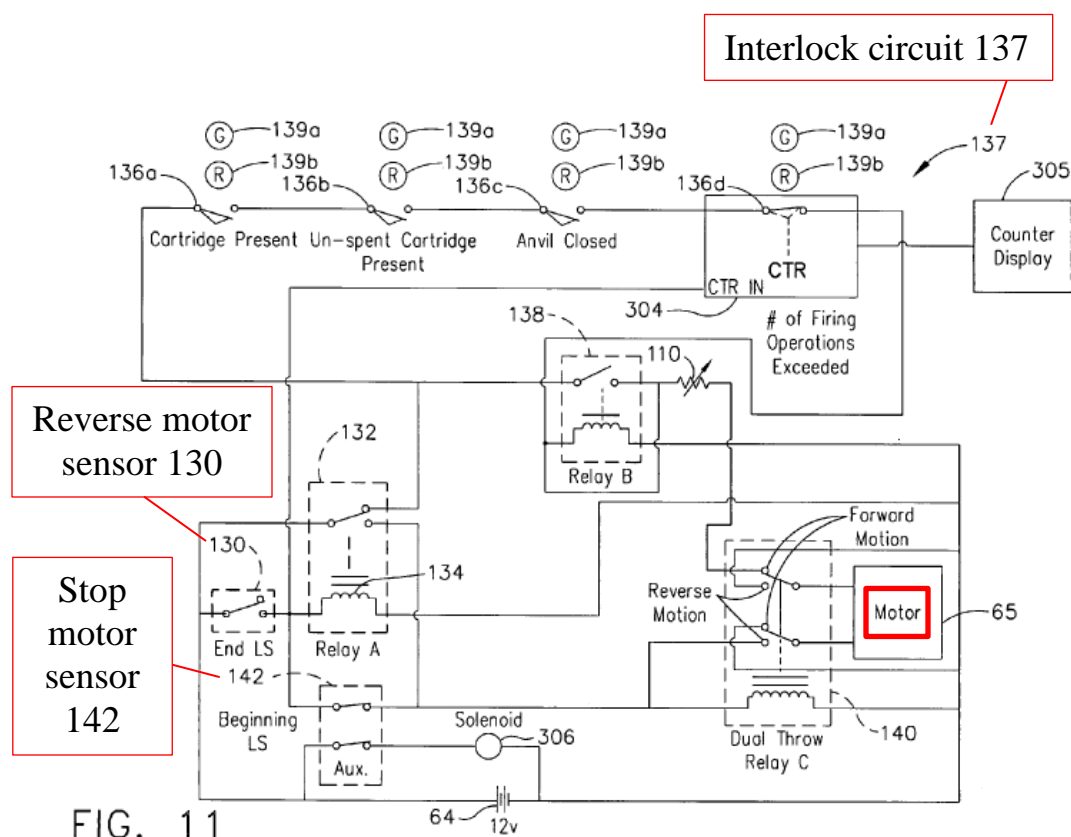 Interlock circuit 137
G 139a G 139a G 139a G 139a
R 139b R 139b R 139b R 139b
137
305
136a 136b 136c 136d
Cartridge Present
Un-spent Cartridge
Present
Anvil Closed
CTR
CTR IN
Counter
Display
304
# of Firing
Operations
Exceeded
138
110
Relay B
Reverse motor
sensor 130
132
130
134
End LS
Relay A
Forward
Motion
Reverse
Motion
Motor
65
Stop
motor
sensor
142
142
Beginning
LS
Aux.
Solenoid
306
140
Dual Throw
Relay C
64
12v
FIG. 11